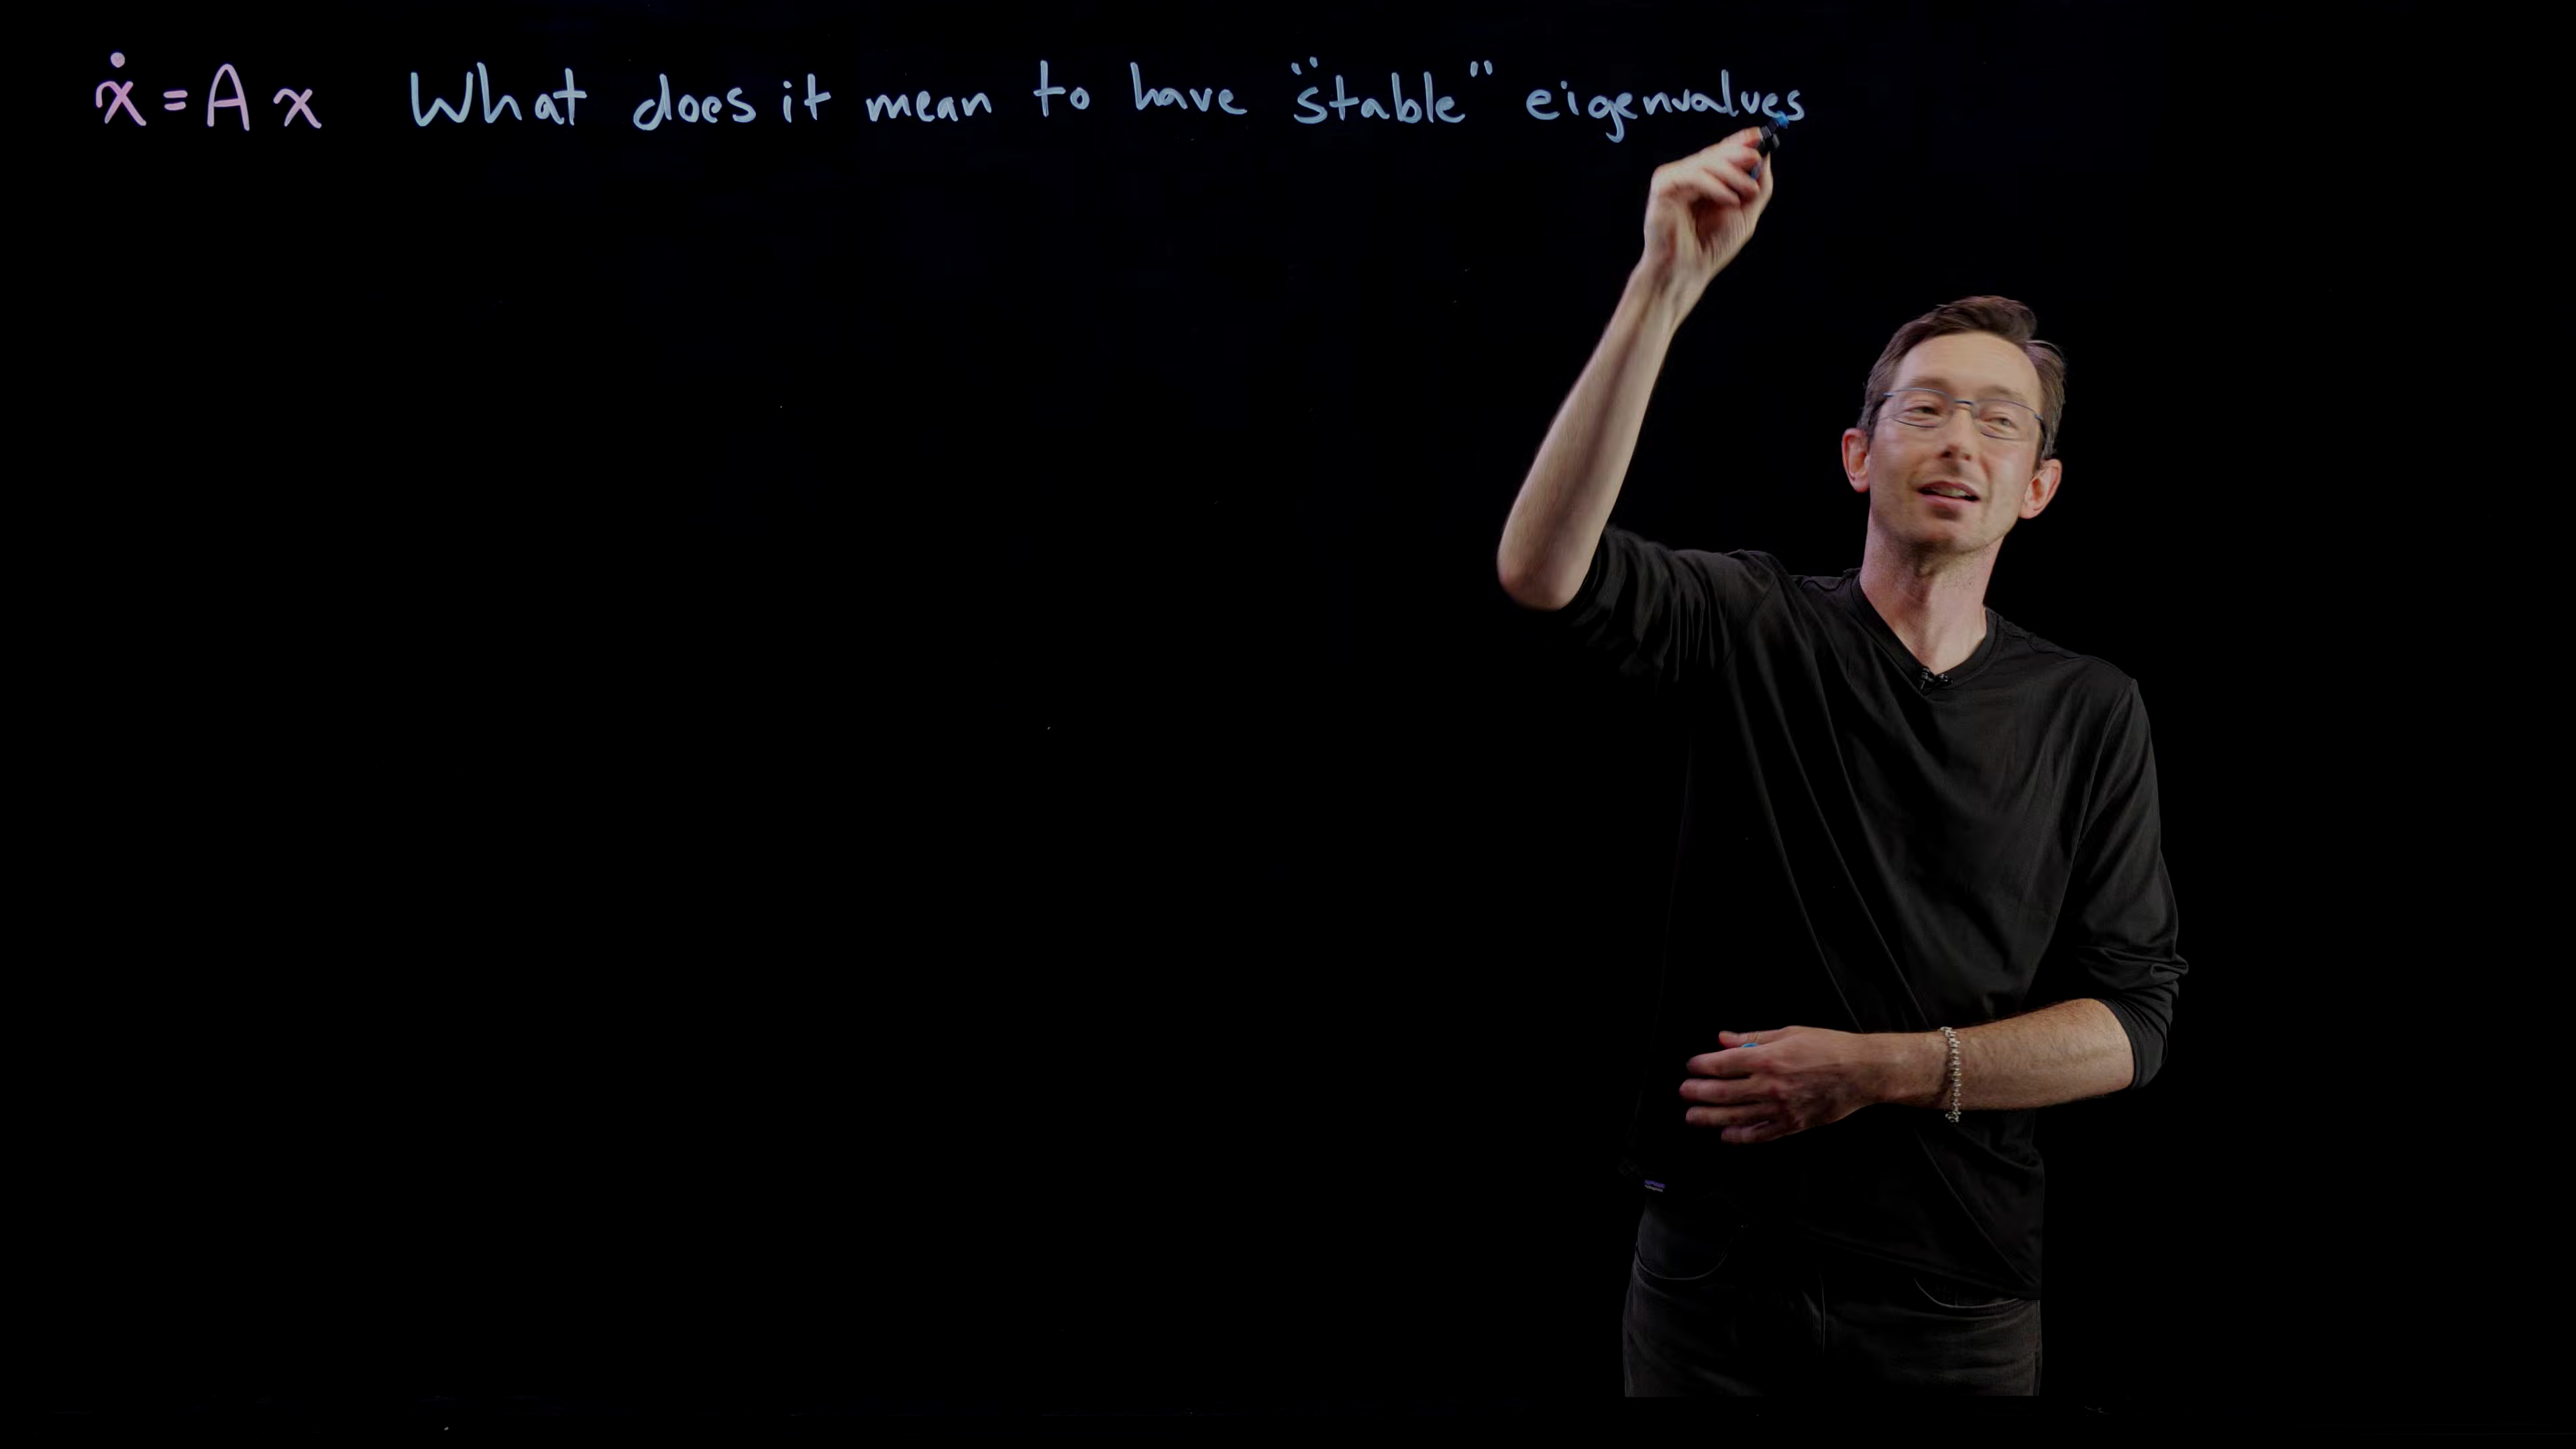 ẋ = A x What does it mean to have "stable" eigenvalues